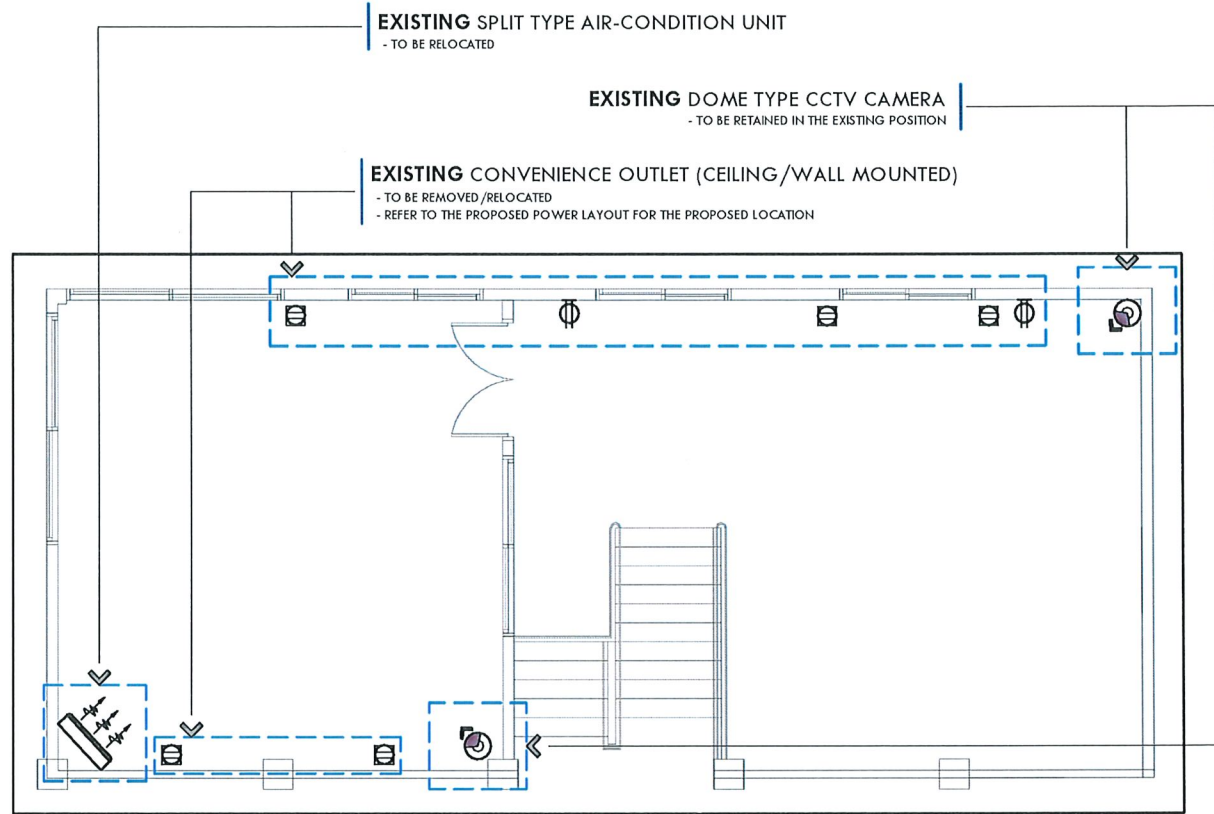 EXISTING SPLIT TYPE AIR-CONDITION UNIT
- TO BE RELOCATED
EXISTING DOME TYPE CCTV CAMERA
- TO BE RETAINED IN THE EXISTING POSITION
EXISTING CONVENIENCE OUTLET (CEILING/WALL MOUNTED)
- TO BE REMOVED/RELOCATED
- REFER TO THE PROPOSED POWER LAYOUT FOR THE PROPOSED LOCATION